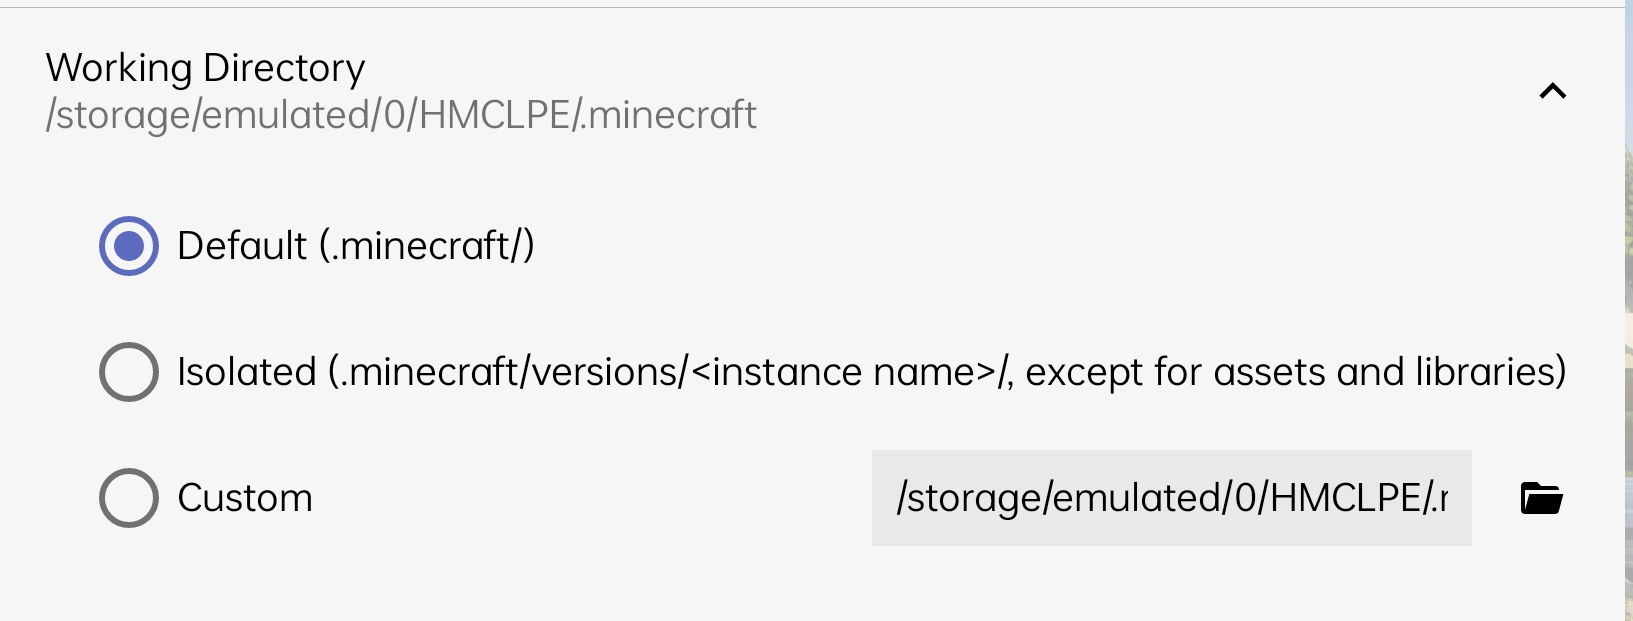 Working Directory
/storage/emulated/0/HMCLPE/.minecraft
Default (.minecraft/)
Isolated (.minecraft/versions/<instance name>/, except for assets and libraries)
Custom
/storage/emulated/0/HMCLPE/.